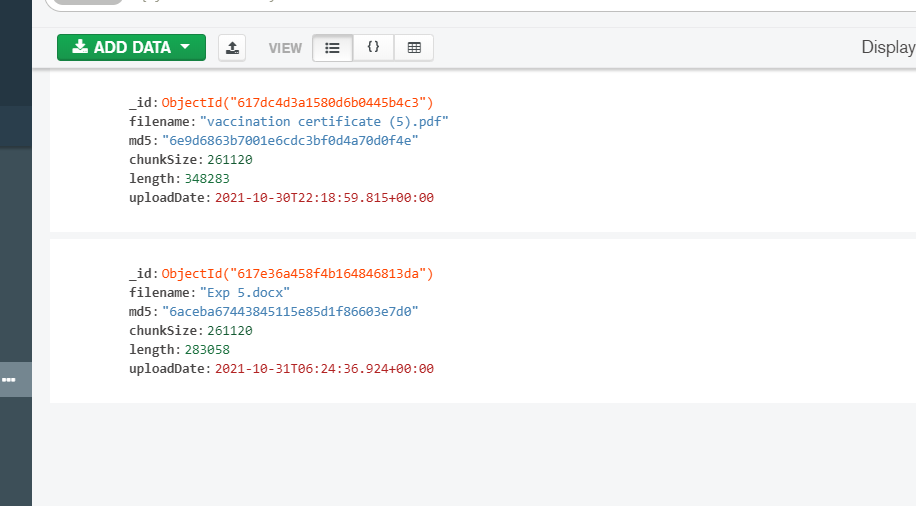 ADD DATA VIEW {} Display
_id: ObjectId("617dc4d3a1580d6b0445b4c3")
filename: "vaccination certificate (5).pdf"
md5: "6e9d6863b7001e6cdc3bf0d4a70d0f4e"
chunkSize: 261120
length: 348283
uploadDate: 2021-10-30T22:18:59.815+00:00
_id: ObjectId("617e36a458f4b164846813da")
filename: "Exp 5.docx"
md5: "6aceba67443845115e85d1f86603e7d0"
chunkSize: 261120
length: 283058
uploadDate: 2021-10-31T06:24:36.924+00:00